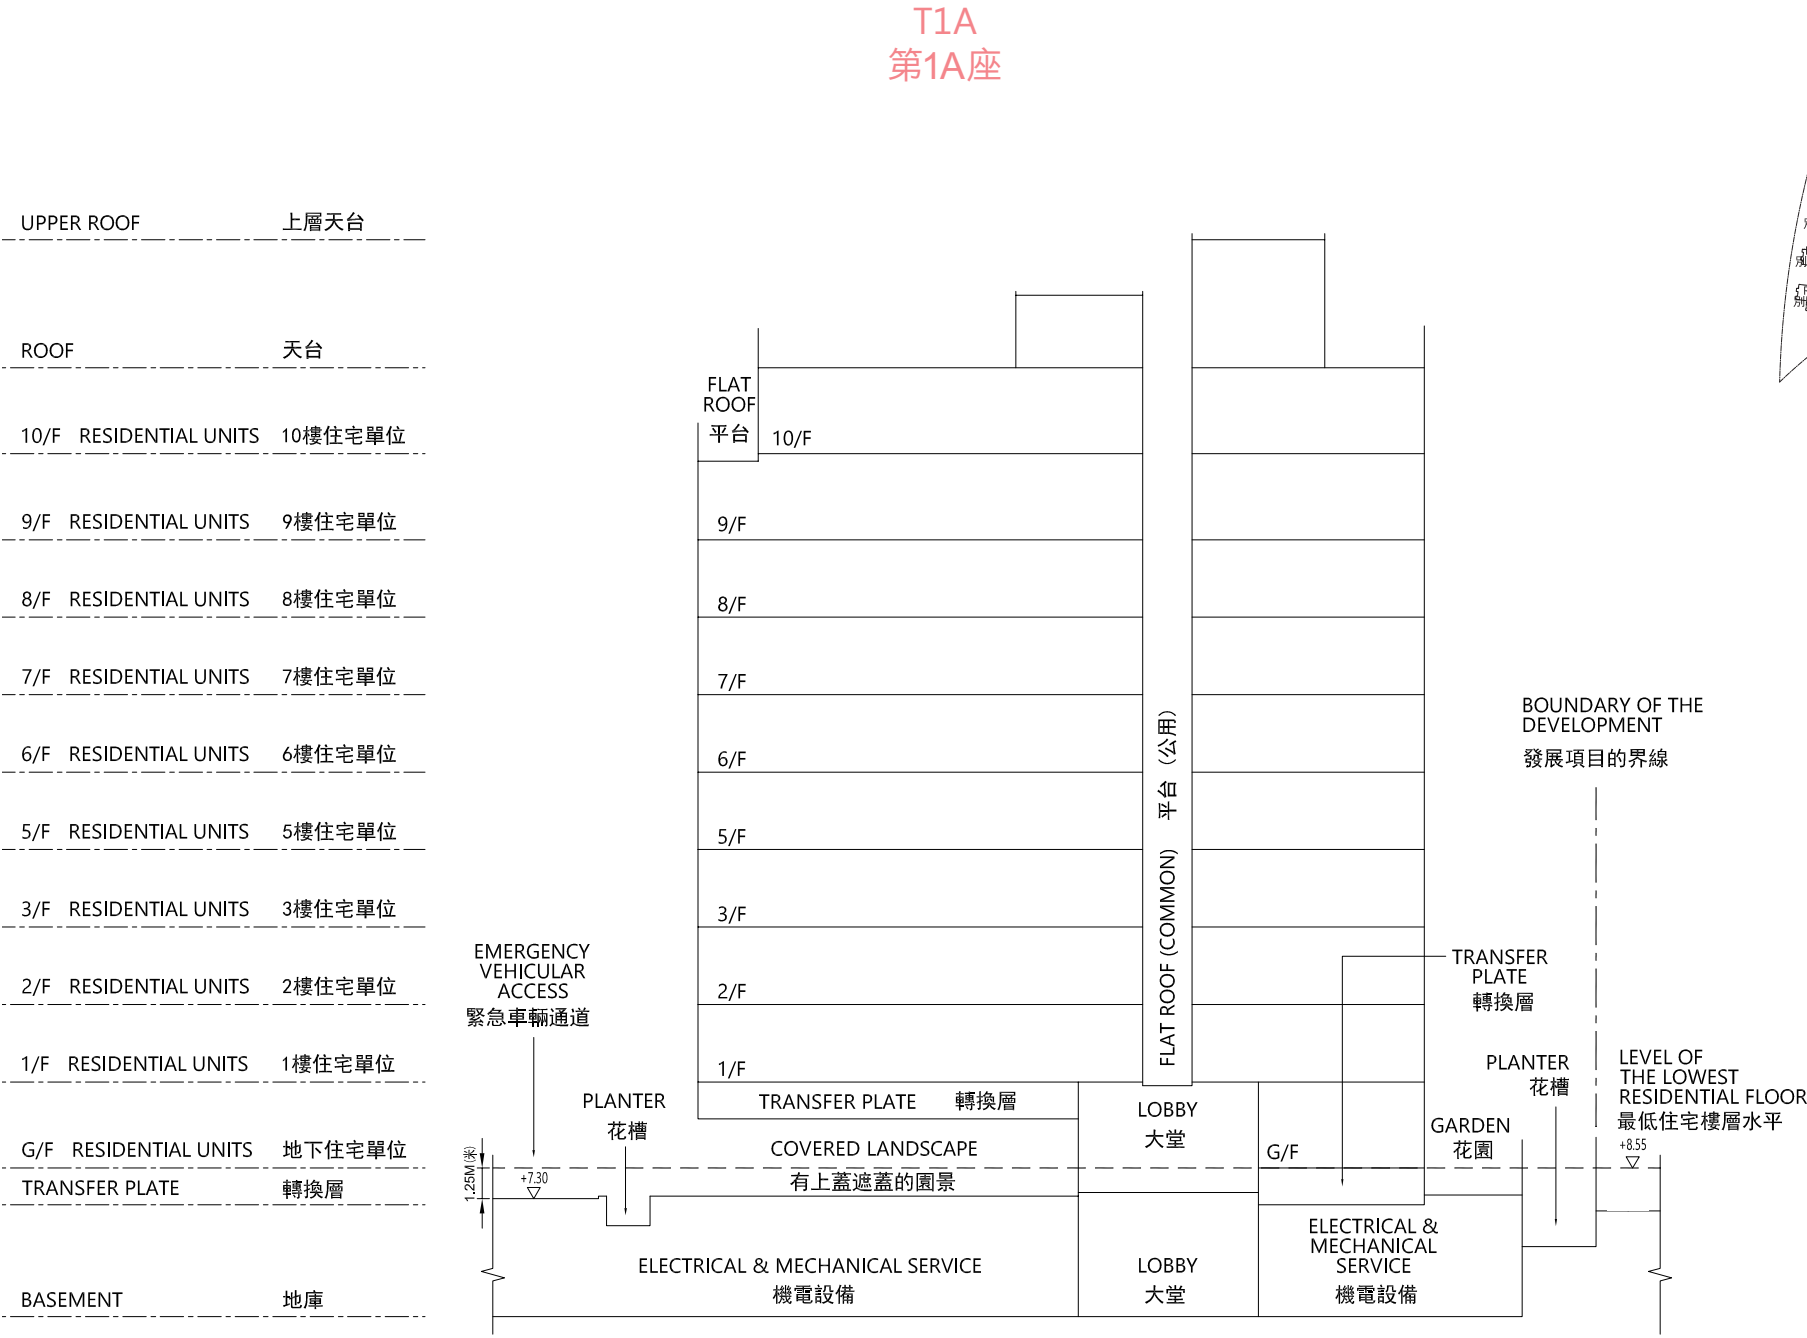 T1A
第1A座
UPPER ROOF 上層天台
ROOF 天台
10/F RESIDENTIAL UNITS 10樓住宅單位
9/F RESIDENTIAL UNITS 9樓住宅單位
8/F RESIDENTIAL UNITS 8樓住宅單位
7/F RESIDENTIAL UNITS 7樓住宅單位
6/F RESIDENTIAL UNITS 6樓住宅單位
5/F RESIDENTIAL UNITS 5樓住宅單位
3/F RESIDENTIAL UNITS 3樓住宅單位
2/F RESIDENTIAL UNITS 2樓住宅單位
1/F RESIDENTIAL UNITS 1樓住宅單位
G/F RESIDENTIAL UNITS 地下住宅單位
TRANSFER PLATE 轉換層
BASEMENT 地庫
EMERGENCY
VEHICULAR
ACCESS
緊急車輛通道
PLANTER
花槽
1.25M(米)
+7.30
FLAT
ROOF
平台
10/F
9/F
8/F
7/F
6/F
5/F
3/F
2/F
1/F
FLAT ROOF (COMMON) 平台（公用）
TRANSFER PLATE 轉換層
COVERED LANDSCAPE
有上蓋遮蓋的園景
LOBBY
大堂
G/F
ELECTRICAL & MECHANICAL SERVICE
機電設備
LOBBY
大堂
ELECTRICAL &
MECHANICAL
SERVICE
機電設備
TRANSFER
PLATE
轉換層
GARDEN
花園
PLANTER
花槽
BOUNDARY OF THE
DEVELOPMENT
發展項目的界線
LEVEL OF
THE LOWEST
RESIDENTIAL FLOOR
最低住宅樓層水平
+8.55